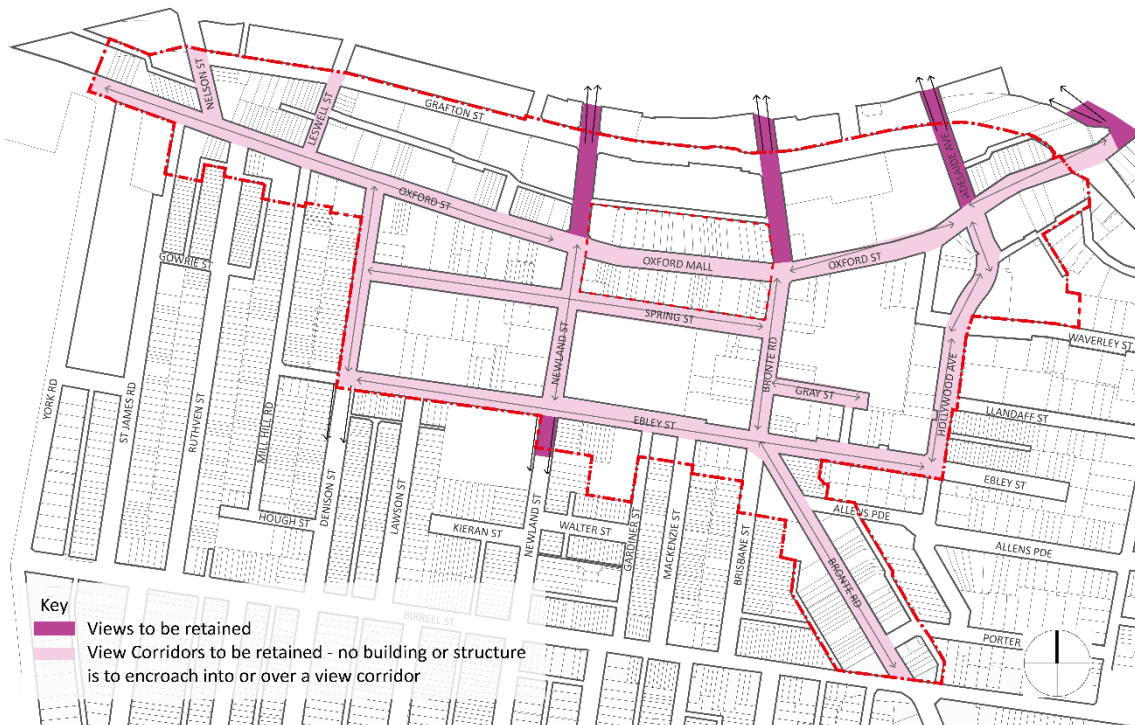 NELSON ST
LESWELL ST
GRAFTON ST
ADELAIDE AVE
OXFORD ST
OXFORD MALL
OXFORD ST
GOWRIE ST
SPRING ST
NEWLAND ST
BRONTE RD
GRAY ST
HOLLYWOOD AVE
WAVERLEY ST
LLANDAFF ST
YORK RD
ST JAMES RD
RUTHVEN ST
MILL HILL RD
DENISON ST
LAWSON ST
EBLEY ST
EBLEY ST
HOUGH ST
KIERAN ST
NEWLAND ST
WALTER ST
GARDINER ST
MACKENZIE ST
BRISBANE ST
ALLENS PDE
ALLENS PDE
BRONTE RD
BIRRELL ST
PORTER
Key
Views to be retained
View Corridors to be retained - no building or structure
is to encroach into or over a view corridor